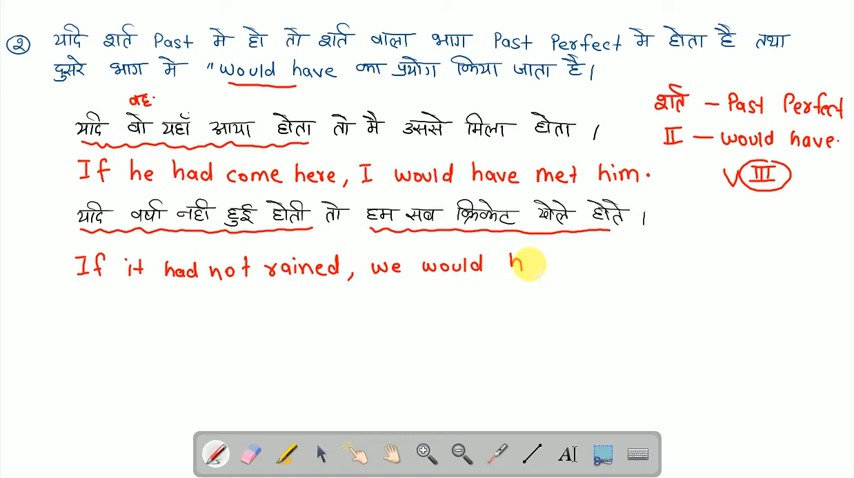 ② यदि शर्त Past मे हो तो शर्त वाला भाग Past Perfect मे होता है तथा
दुसरे भाग मे "would have का प्रयोग किया जाता है।
वह
यदि वो यहाँ आया होता तो मै उससे मिला होता ।
शर्त – Past Perfect
II – would have.
V III
If he had come here, I would have met him.
यदि वर्षा नही हुई होती तो हम सब क्रिकेट खेले होते ।
If it had not rained, we would h
AI